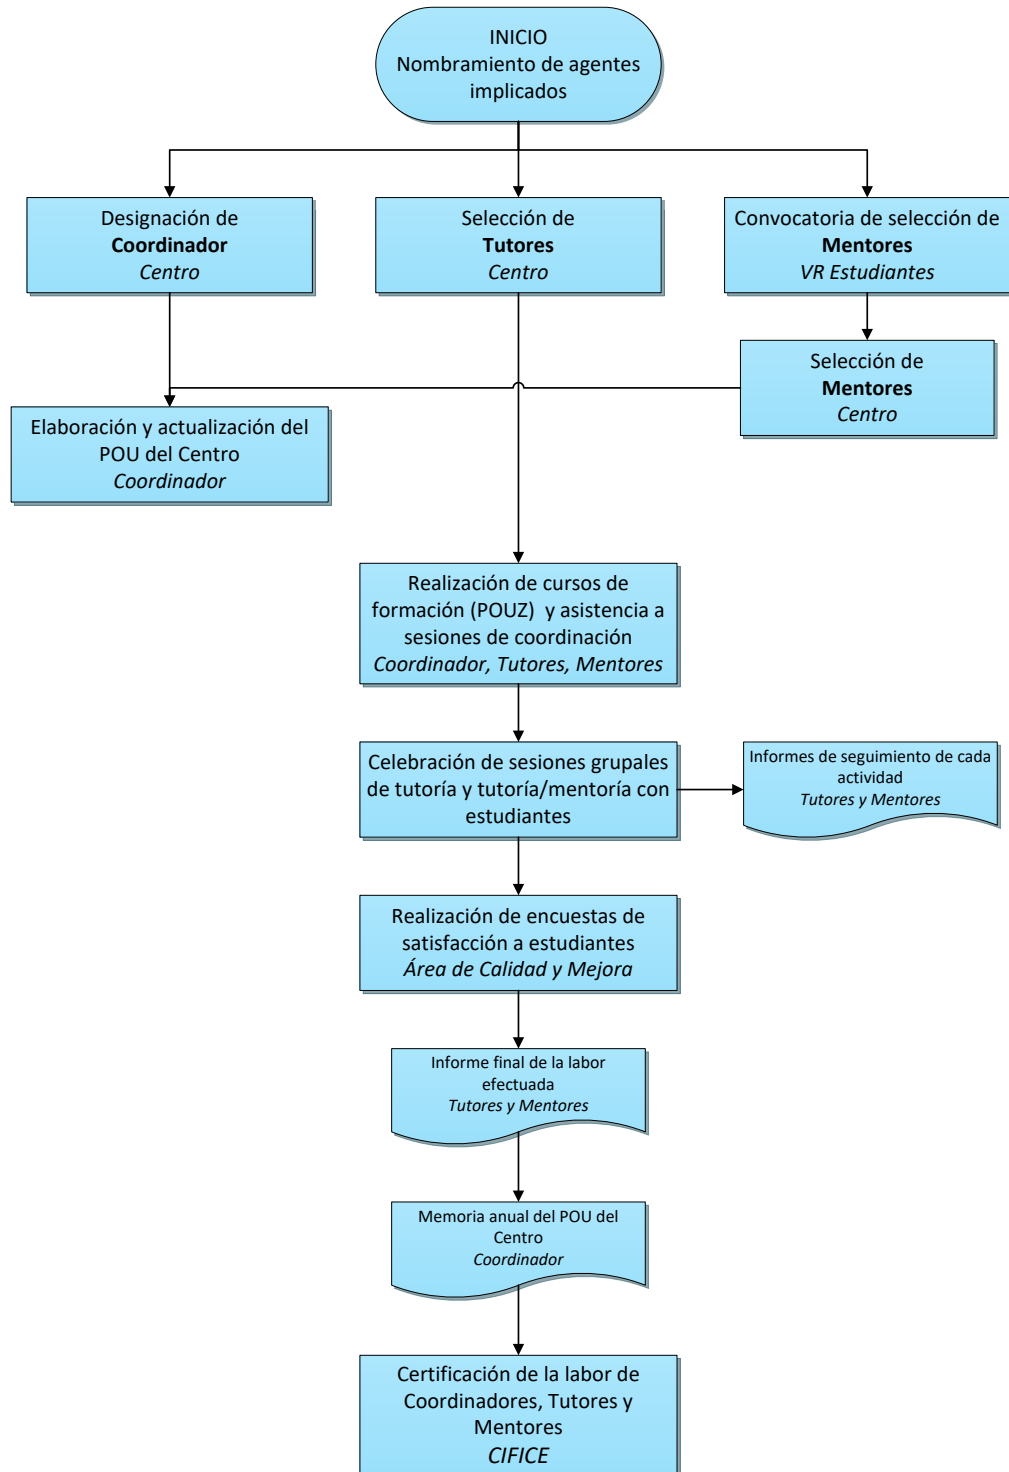 INICIO
Nombramiento de agentes
implicados
Designación de
Coordinador
Centro
Selección de
Tutores
Centro
Convocatoria de selección de
Mentores
VR Estudiantes
Selección de
Mentores
Centro
Elaboración y actualización del
POU del Centro
Coordinador
Realización de cursos de
formación (POUZ) y asistencia a
sesiones de coordinación
Coordinador, Tutores, Mentores
Celebración de sesiones grupales
de tutoría y tutoría/mentoría con
estudiantes
Informes de seguimiento de cada
actividad
Tutores y Mentores
Realización de encuestas de
satisfacción a estudiantes
Área de Calidad y Mejora
Informe final de la labor
efectuada
Tutores y Mentores
Memoria anual del POU del
Centro
Coordinador
Certificación de la labor de
Coordinadores, Tutores y
Mentores
CIFICE